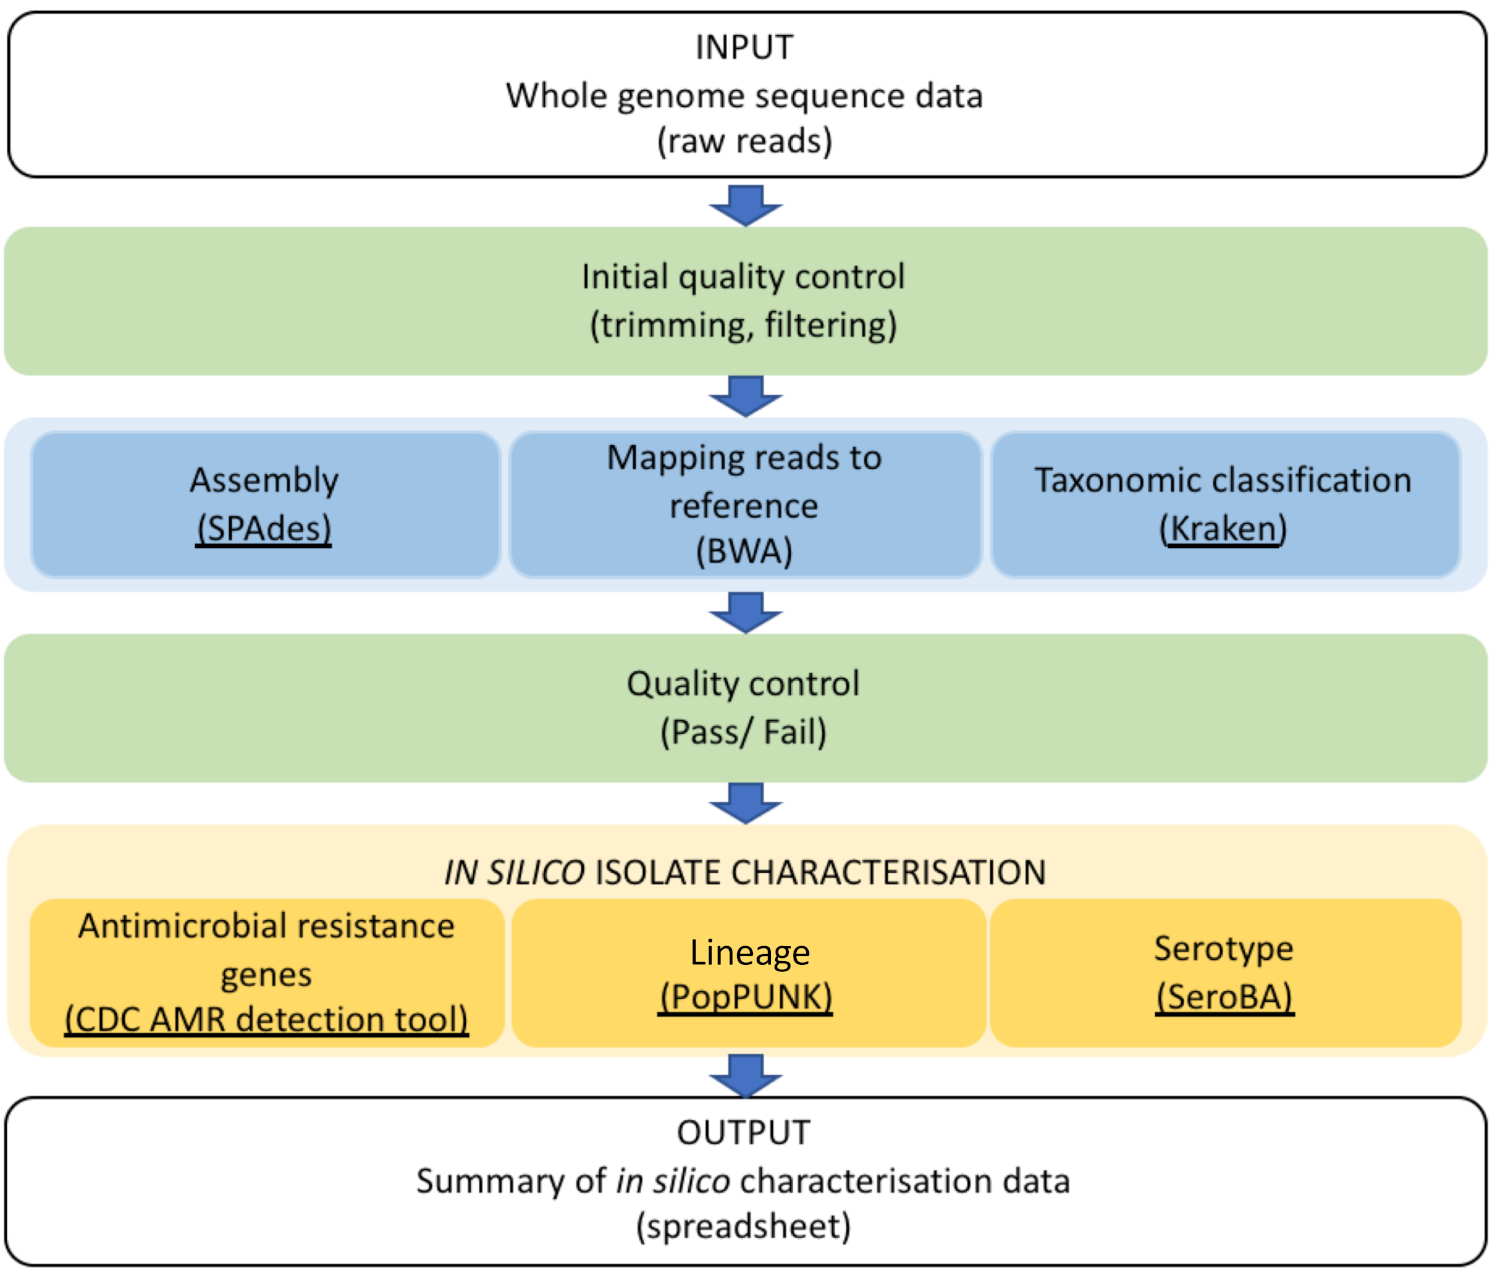 INPUT
Whole genome sequence data
(raw reads)
Initial quality control
(trimming, filtering)
Assembly
(SPAdes)
Mapping reads to
reference
(BWA)
Taxonomic classification
(Kraken)
Quality control
(Pass/ Fail)
IN SILICO ISOLATE CHARACTERISATION
Antimicrobial resistance
genes
(CDC AMR detection tool)
Lineage
(PopPUNK)
Serotype
(SeroBA)
OUTPUT
Summary of in silico characterisation data
(spreadsheet)